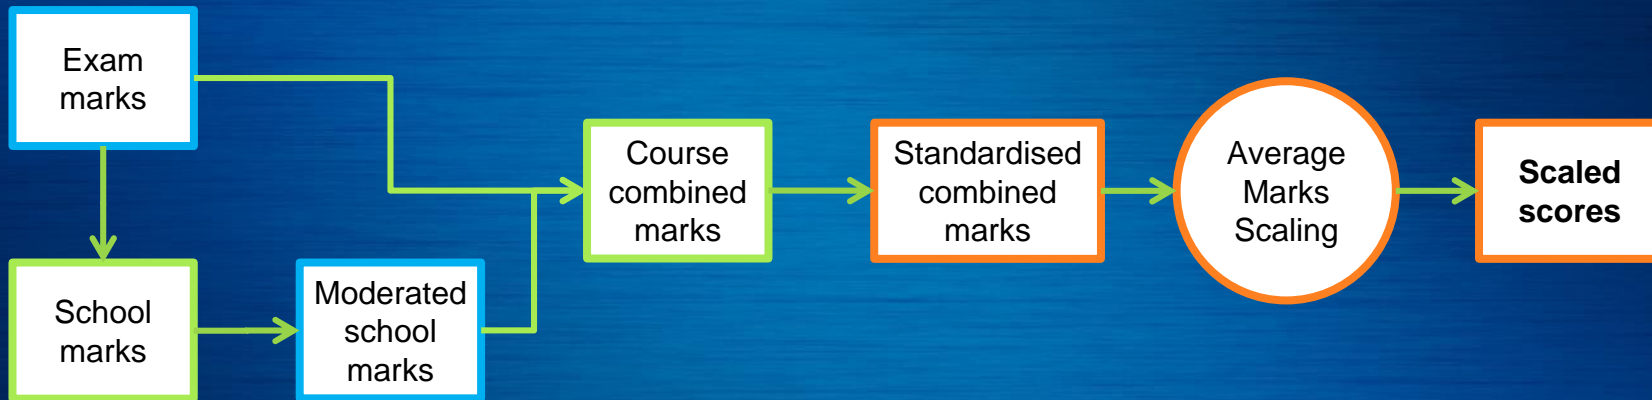 Exam
marks
School
marks
Moderated
school
marks
Course
combined
marks
Standardised
combined
marks
Average
Marks
Scaling
Scaled
scores